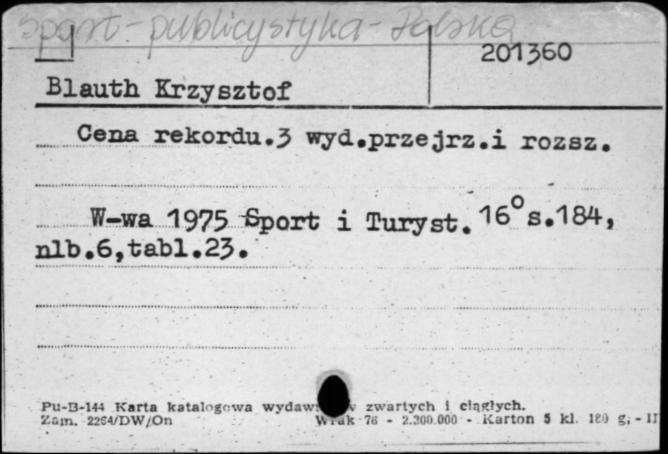 sport - publicystyka - Polska
201360
Blauth Krzysztof
Cena rekordu.3 wyd.przejrz.i rozsz.
W-wa 1975 Sport i Turyst. 16° s.184,
nlb.6,tabl.23.
Pu-B-144 Karta katalogowa zwartych i ciągłych.
Zam. 2264/DW/On Wrak 76 - 2.300.000 - Karton 5 kl. 180 g. - II